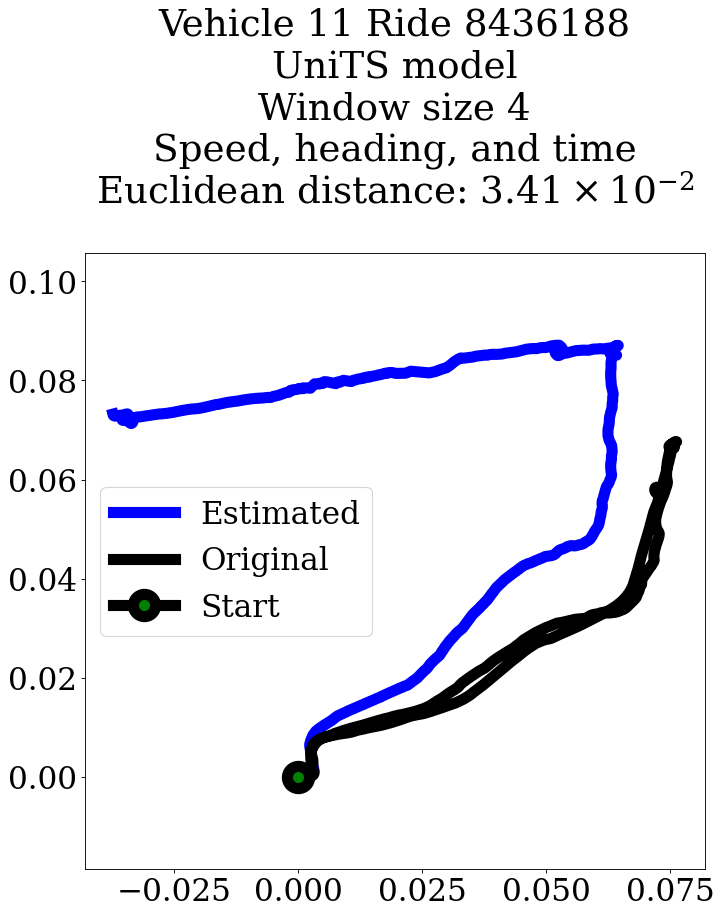 Vehicle 11 Ride 8436188
UniTS model
Window size 4
Speed, heading, and time
Euclidean distance: 3.41 × 10⁻²
0.10
0.08
0.06
0.04
0.02
0.00
Estimated
Original
Start
−0.025 0.000 0.025 0.050 0.075